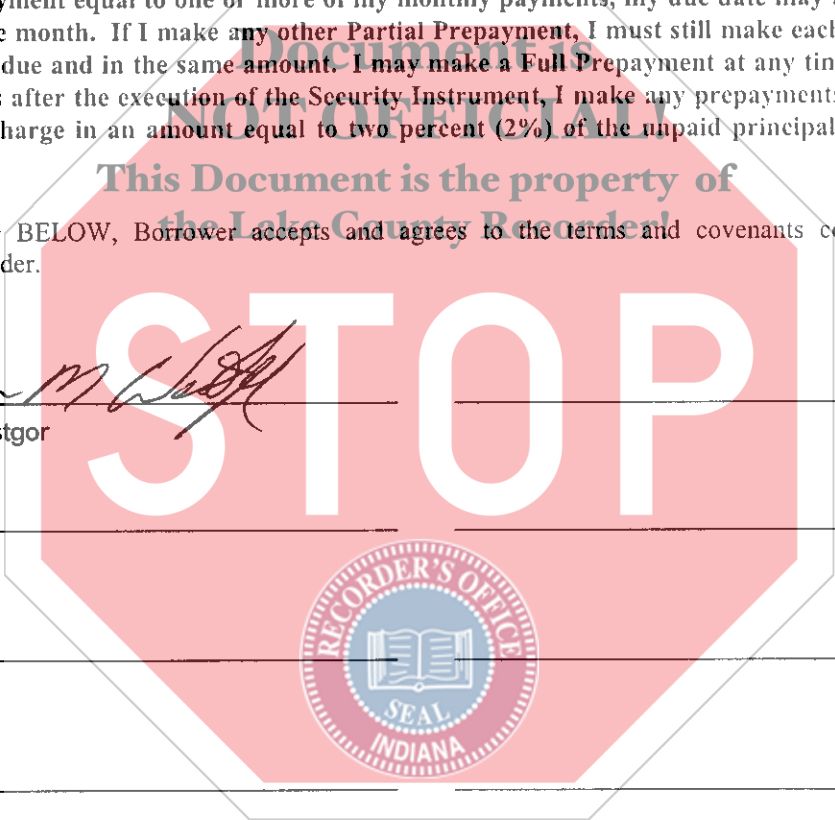 yment equal to one or more of my monthly payments, my due date may
e month. If I make any other Partial Prepayment, I must still make each
due and in the same amount. I may make a Full Prepayment at any tin
s after the execution of the Security Instrument, I make any prepayments
harge in an amount equal to two percent (2%) of the unpaid principal
Document is
NOT OFFICIAL!
This Document is the property of
the Lake County Recorder!
BELOW, Borrower accepts and agrees to the terms and covenants co
der.
STOP
M
stgor
RECORDER'S OFFICE
SEAL
INDIANA